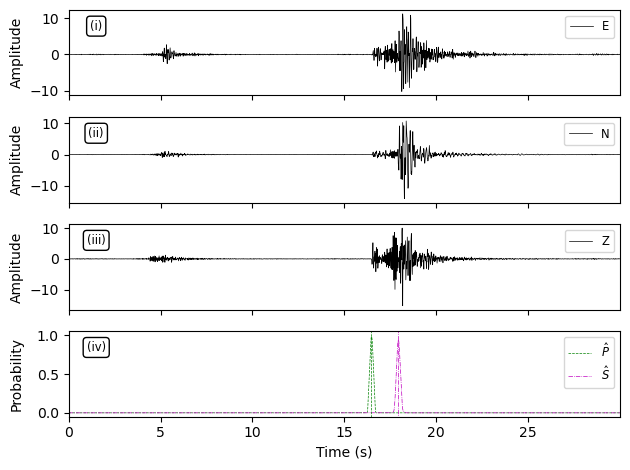 Amplitude
10
0
−10
(i)
E
Amplitude
10
0
−10
(ii)
N
Amplitude
10
0
−10
(iii)
Z
Probability
1.0
0.5
0.0
(iv)
P̂
Ŝ
0 5 10 15 20 25
Time (s)